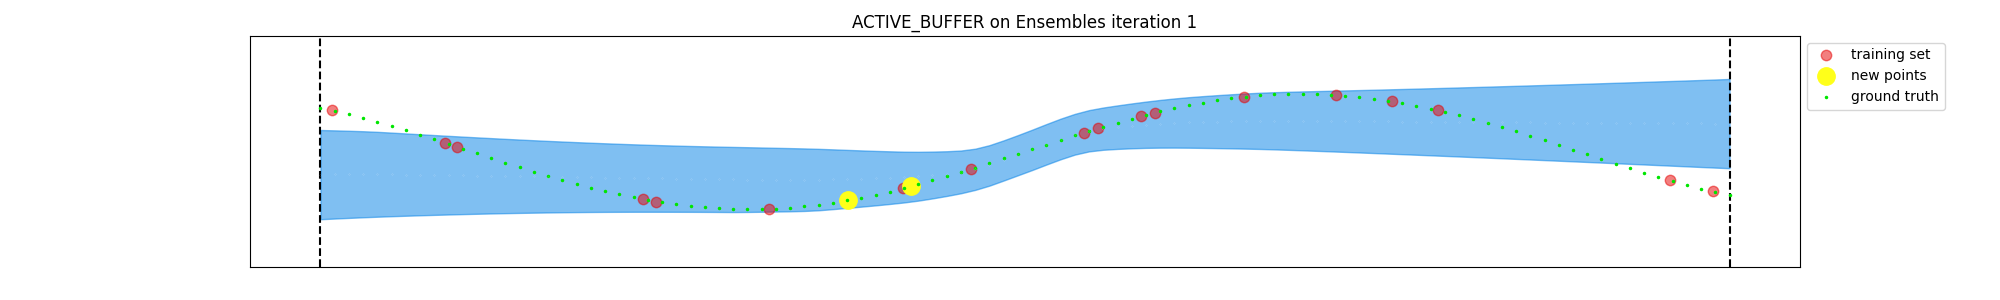 ACTIVE_BUFFER on Ensembles iteration 1
training set
new points
ground truth